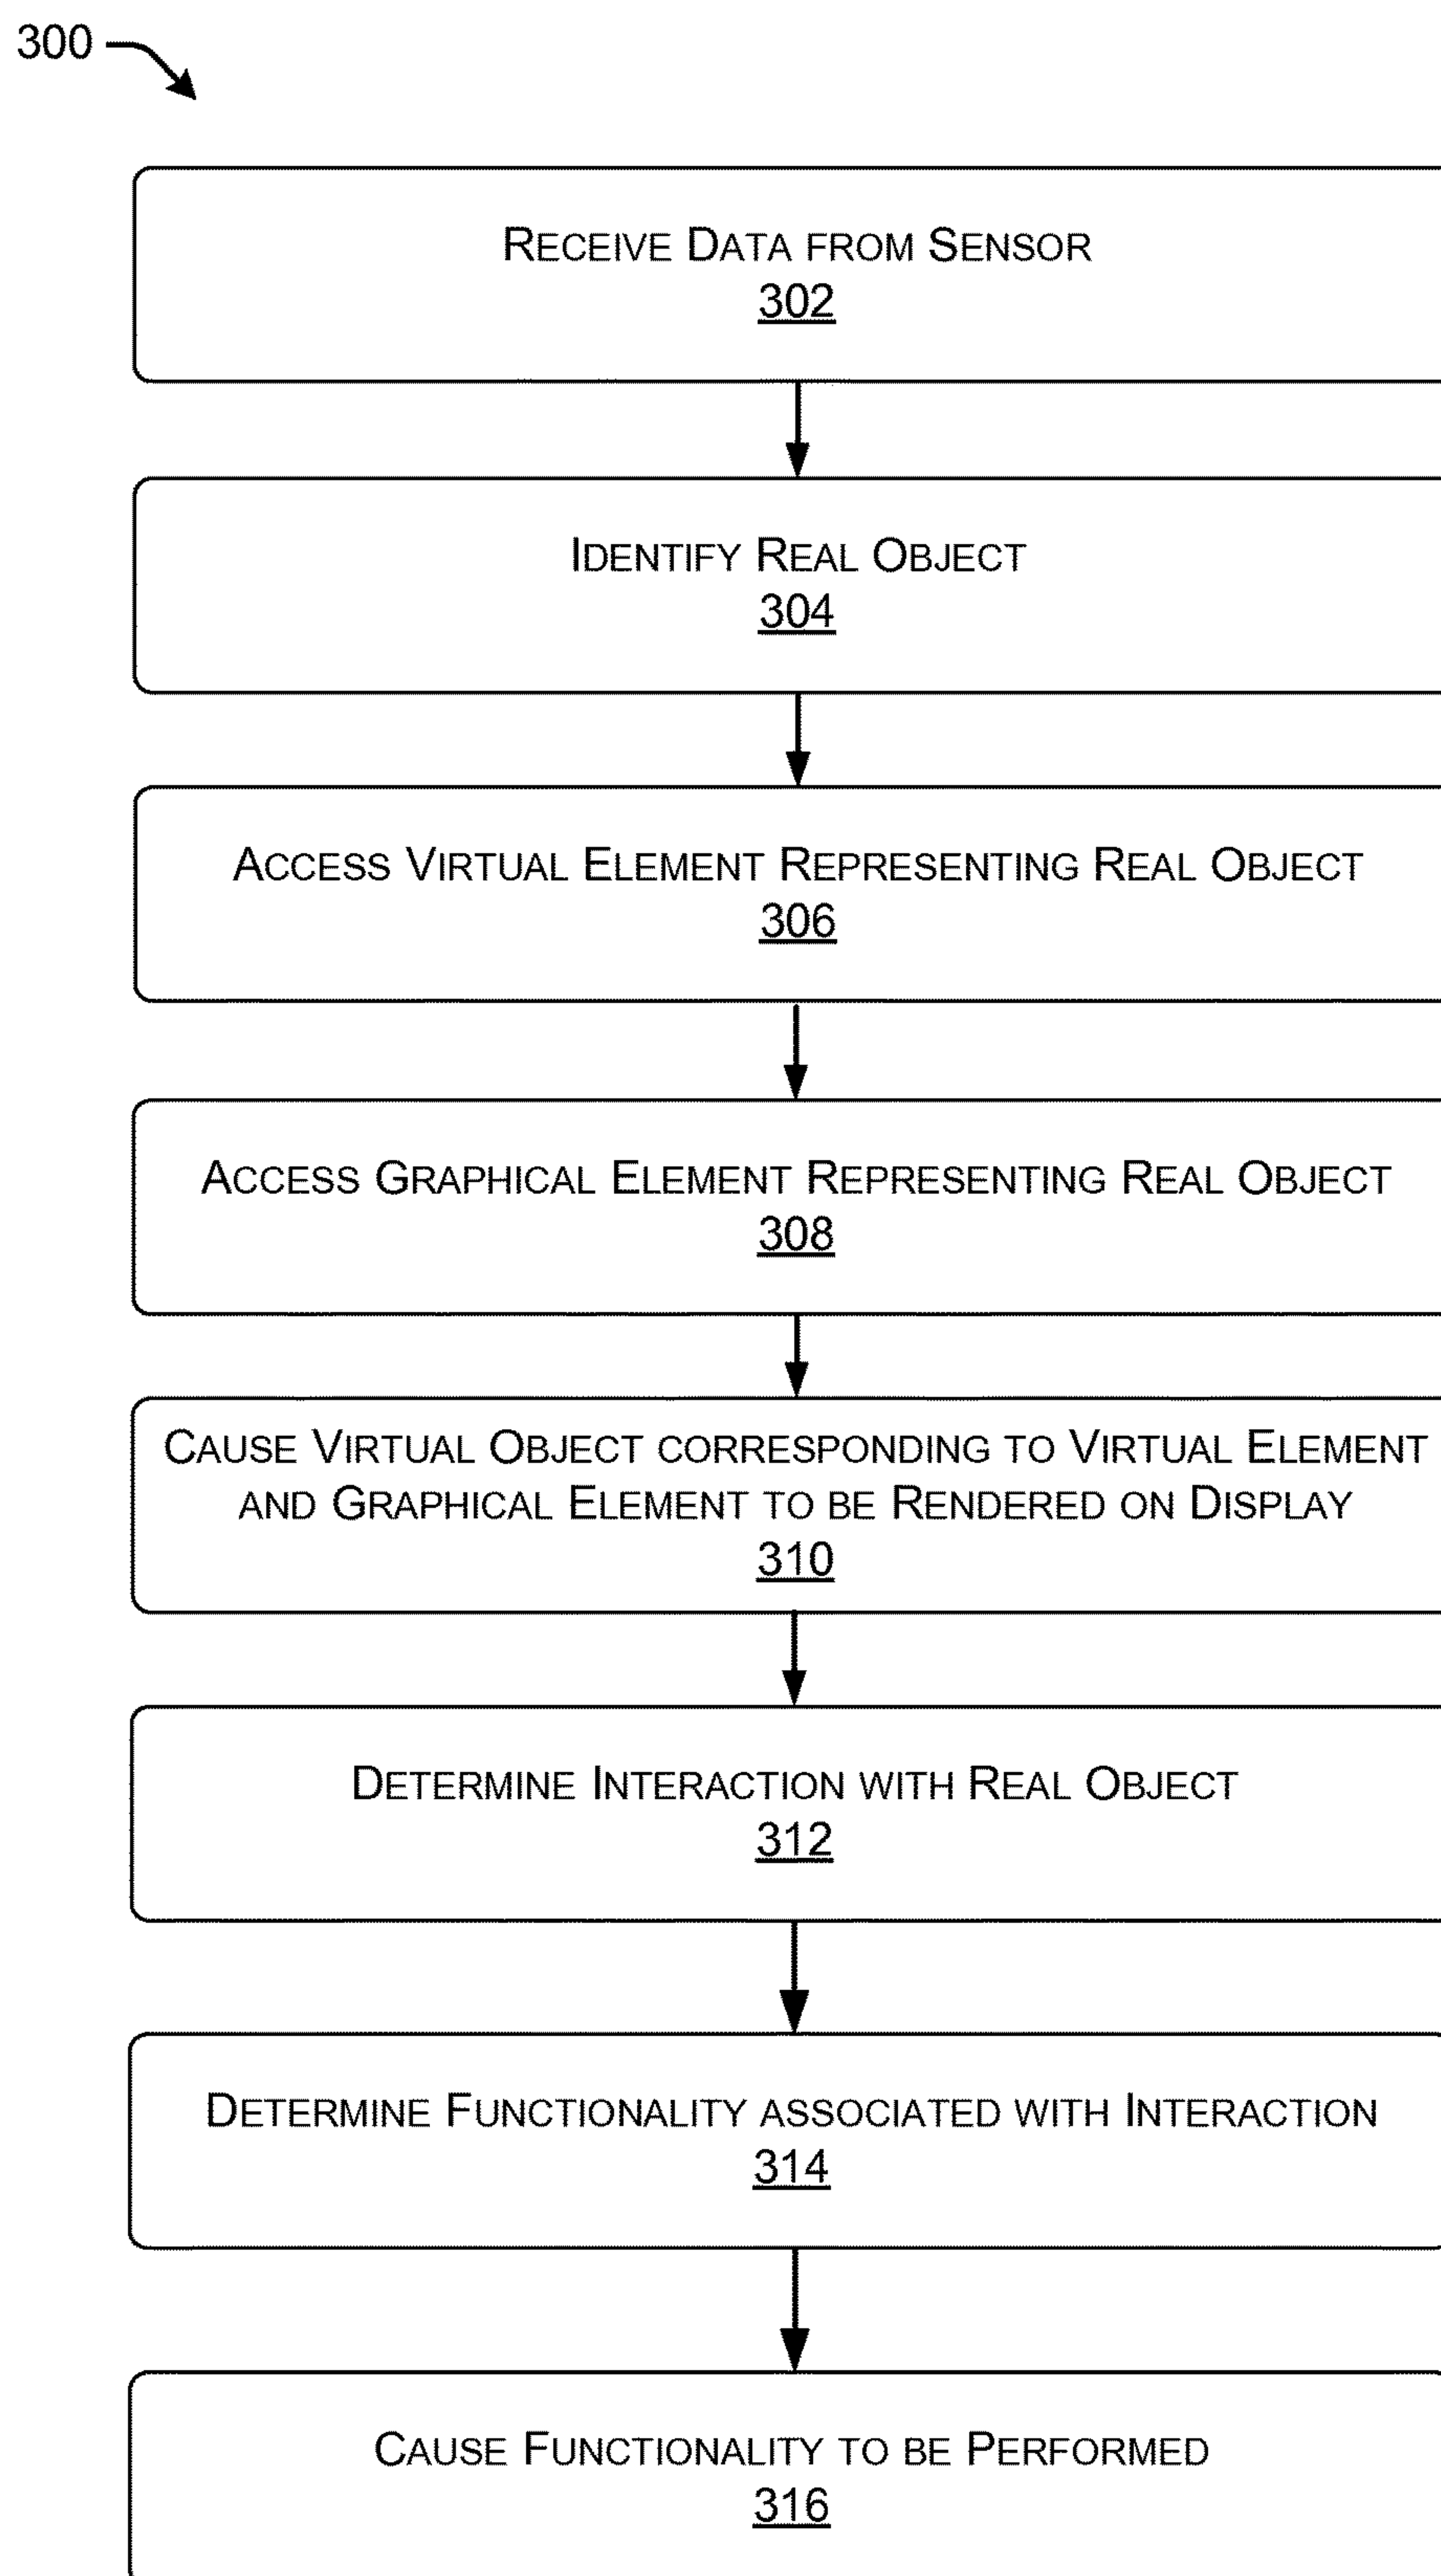 300
RECEIVE DATA FROM SENSOR
302
IDENTIFY REAL OBJECT
304
ACCESS VIRTUAL ELEMENT REPRESENTING REAL OBJECT
306
ACCESS GRAPHICAL ELEMENT REPRESENTING REAL OBJECT
308
CAUSE VIRTUAL OBJECT CORRESPONDING TO VIRTUAL ELEMENT
AND GRAPHICAL ELEMENT TO BE RENDERED ON DISPLAY
310
DETERMINE INTERACTION WITH REAL OBJECT
312
DETERMINE FUNCTIONALITY ASSOCIATED WITH INTERACTION
314
CAUSE FUNCTIONALITY TO BE PERFORMED
316